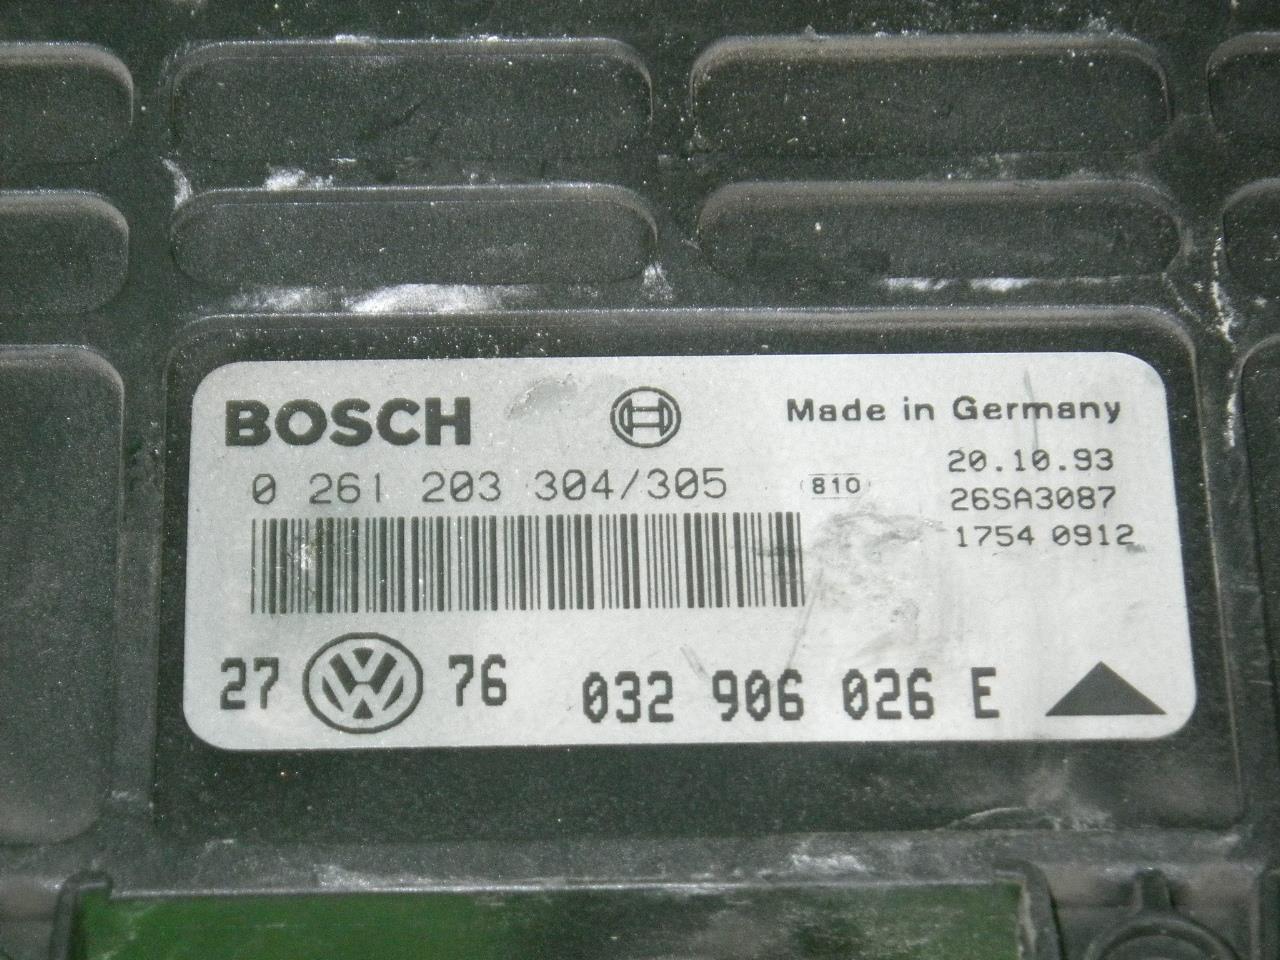 BOSCH Made in Germany
0 261 203 304/305 810 20.10.93
26SA3087
1754 0912
27 VW 76 032 906 026 E